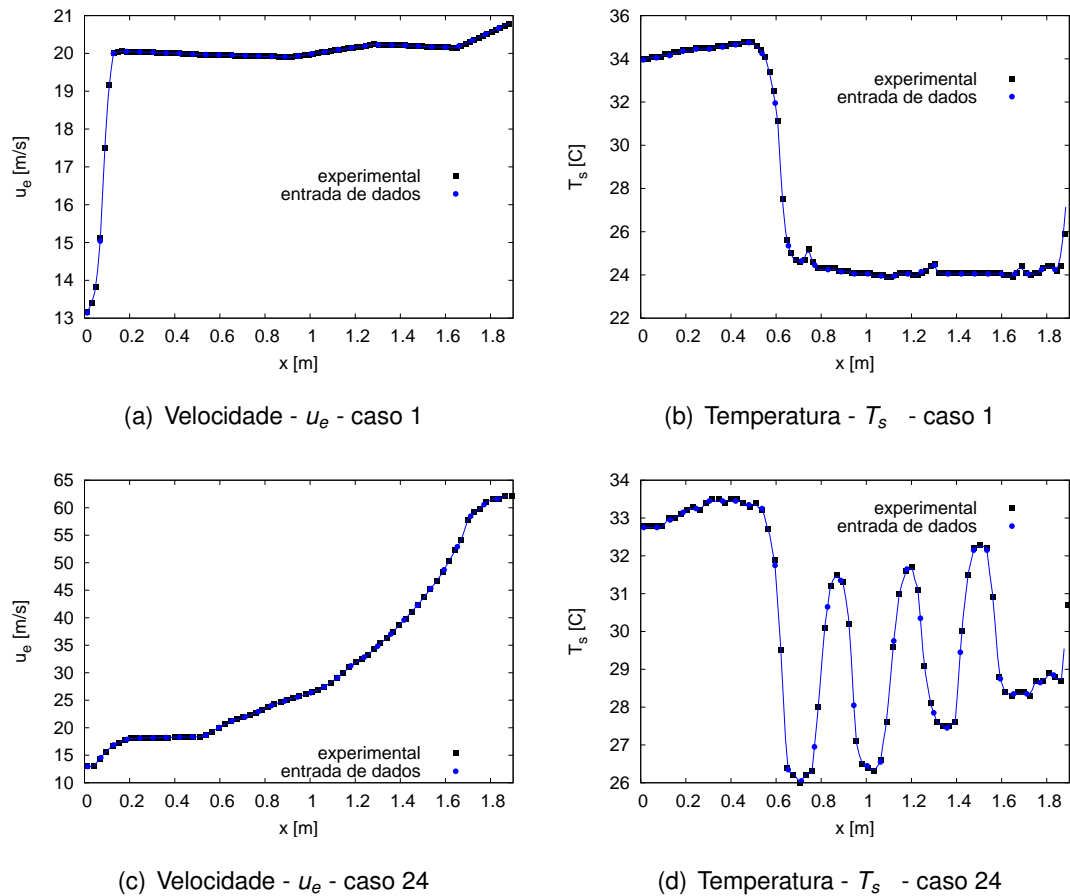 21
20
19
18
17
16
15
14
13
u_e [m/s]
experimental
entrada de dados
0 0.2 0.4 0.6 0.8 1 1.2 1.4 1.6 1.8
x [m]
(a) Velocidade - u_e - caso 1
36
34
32
30
28
26
24
22
T_s [C]
experimental
entrada de dados
0 0.2 0.4 0.6 0.8 1 1.2 1.4 1.6 1.8
x [m]
(b) Temperatura - T_s - caso 1
65
60
55
50
45
40
35
30
25
20
15
10
u_e [m/s]
experimental
entrada de dados
0 0.2 0.4 0.6 0.8 1 1.2 1.4 1.6 1.8
x [m]
(c) Velocidade - u_e - caso 24
34
33
32
31
30
29
28
27
26
T_s [C]
experimental
entrada de dados
0 0.2 0.4 0.6 0.8 1 1.2 1.4 1.6 1.8
x [m]
(d) Temperatura - T_s - caso 24